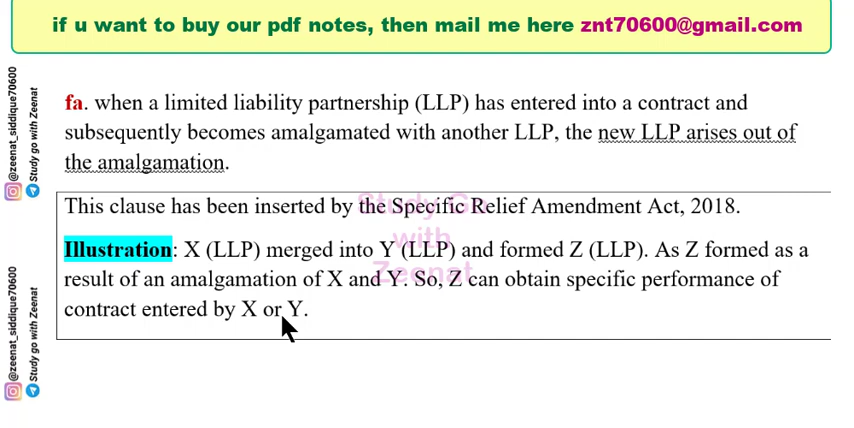 if u want to buy our pdf notes, then mail me here znt70600@gmail.com
fa. when a limited liability partnership (LLP) has entered into a contract and
subsequently becomes amalgamated with another LLP, the new LLP arises out of
the amalgamation.
This clause has been inserted by the Specific Relief Amendment Act, 2018.
Illustration: X (LLP) merged into Y (LLP) and formed Z (LLP). As Z formed as a
result of an amalgamation of X and Y. So, Z can obtain specific performance of
contract entered by X or Y.
Study Go
with
Zeenat
@zeenat_siddique70600
Study go with Zeenat
@zeenat_siddique70600
Study go with Zeenat